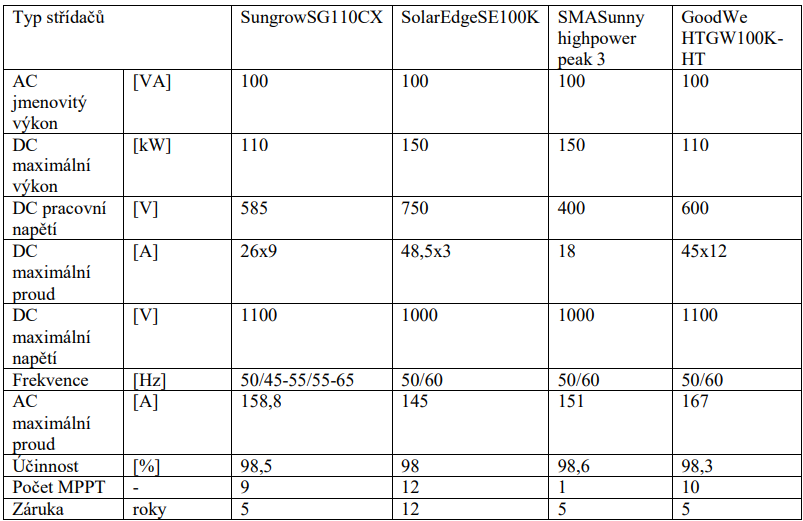 Typ střídačů SungrowSG110CX SolarEdgeSE100K SMASunny highpower peak 3 GoodWe HTGW100K-HT
AC jmenovitý výkon [VA] 100 100 100 100
DC maximální výkon [kW] 110 150 150 110
DC pracovní napětí [V] 585 750 400 600
DC maximální proud [A] 26x9 48,5x3 18 45x12
DC maximální napětí [V] 1100 1000 1000 1100
Frekvence [Hz] 50/45-55/55-65 50/60 50/60 50/60
AC maximální proud [A] 158,8 145 151 167
Účinnost [%] 98,5 98 98,6 98,3
Počet MPPT - 9 12 1 10
Záruka roky 5 12 5 5